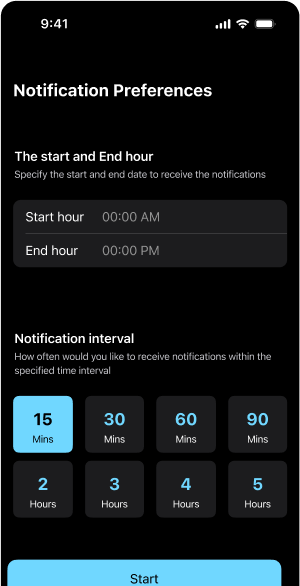 9:41
Notification Preferences
The start and End hour
Specify the start and end date to receive the notifications
Start hour 00:00 AM
End hour 00:00 PM
Notification interval
How often would you like to receive notifications within the
specified time interval
15 30 60 90
Mins Mins Mins Mins
2 3 4 5
Hours Hours Hours Hours
Start